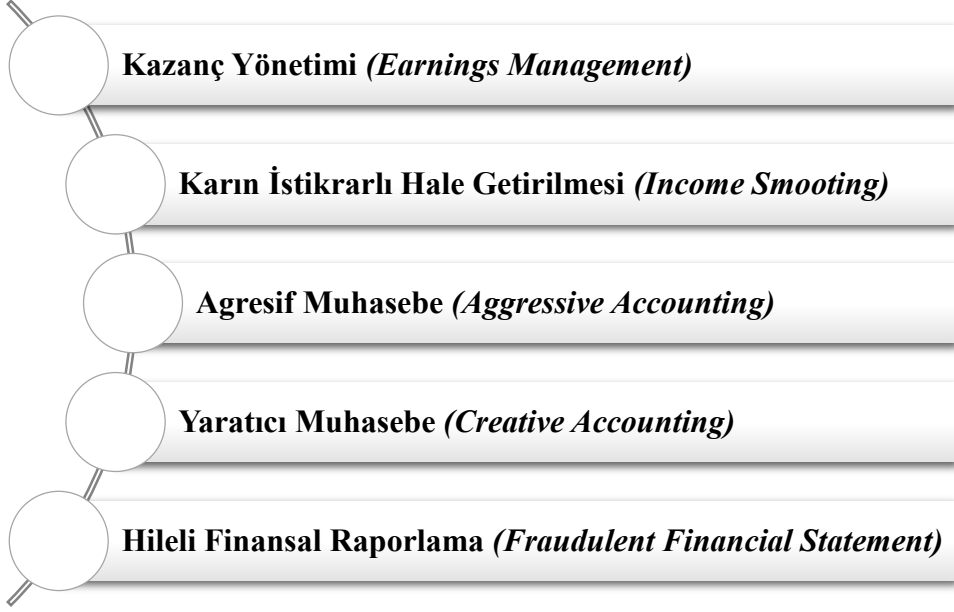 Kazanç Yönetimi (Earnings Management)
Karın İstikrarlı Hale Getirilmesi (Income Smooting)
Agresif Muhasebe (Aggressive Accounting)
Yaratıcı Muhasebe (Creative Accounting)
Hileli Finansal Raporlama (Fraudulent Financial Statement)